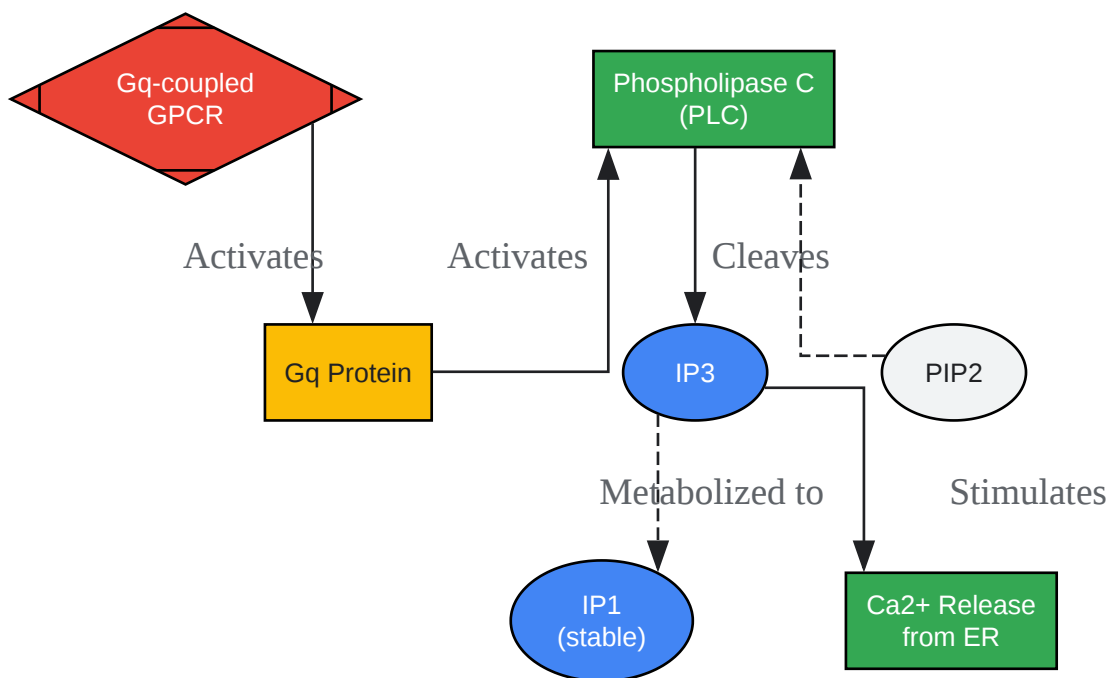 Gq-coupled
GPCR
Phospholipase C
(PLC)
Activates
Activates
Cleaves
Gq Protein
IP3
PIP2
Metabolized to
Stimulates
IP1
(stable)
Ca2+ Release
from ER